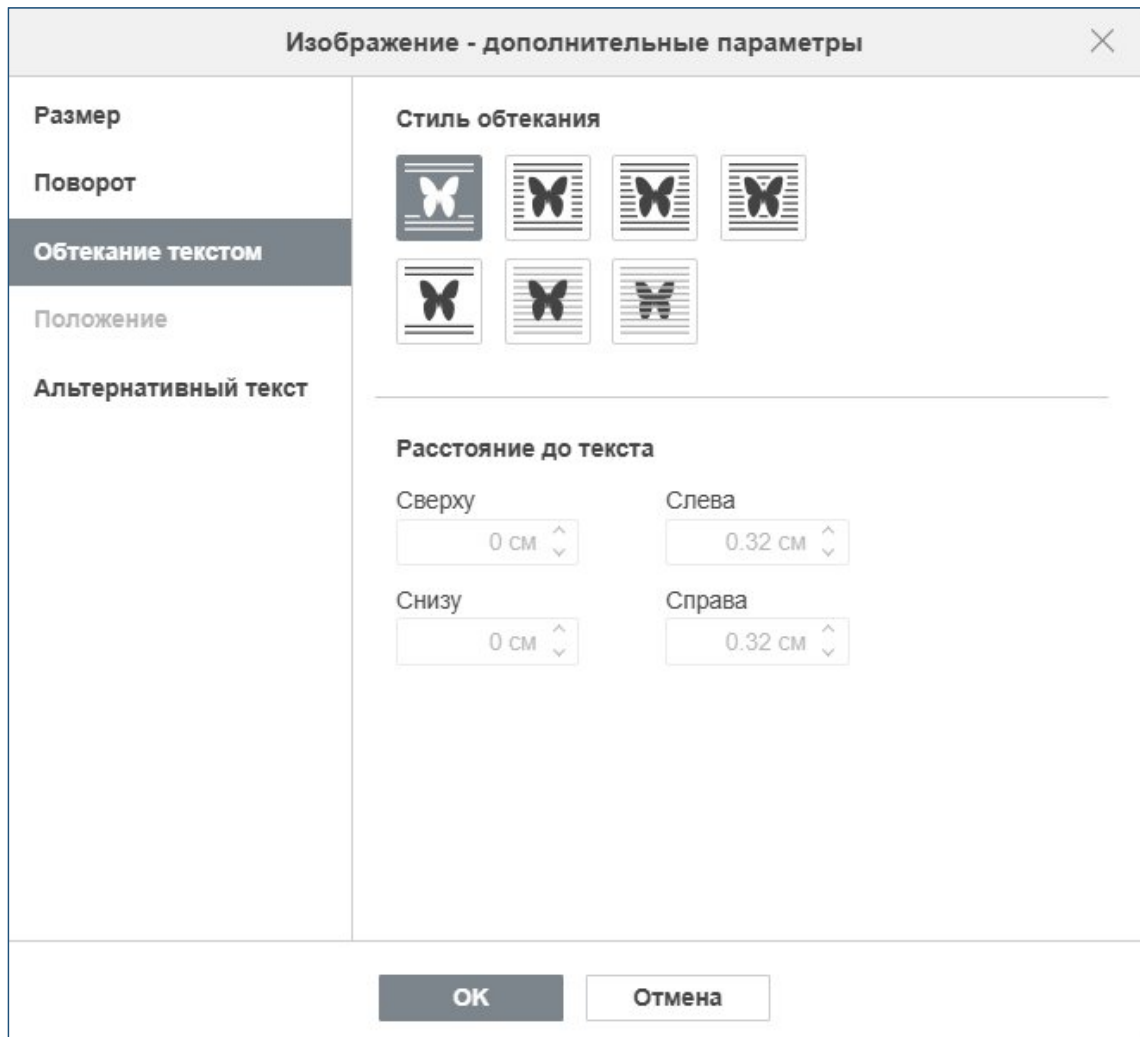 Изображение - дополнительные параметры
Размер
Поворот
Обтекание текстом
Положение
Альтернативный текст
Стиль обтекания
Расстояние до текста
Сверху Слева
0 см 0.32 см
Снизу Справа
0 см 0.32 см
OK Отмена